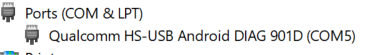 Ports (COM & LPT)
Qualcomm HS-USB Android DIAG 901D (COM5)